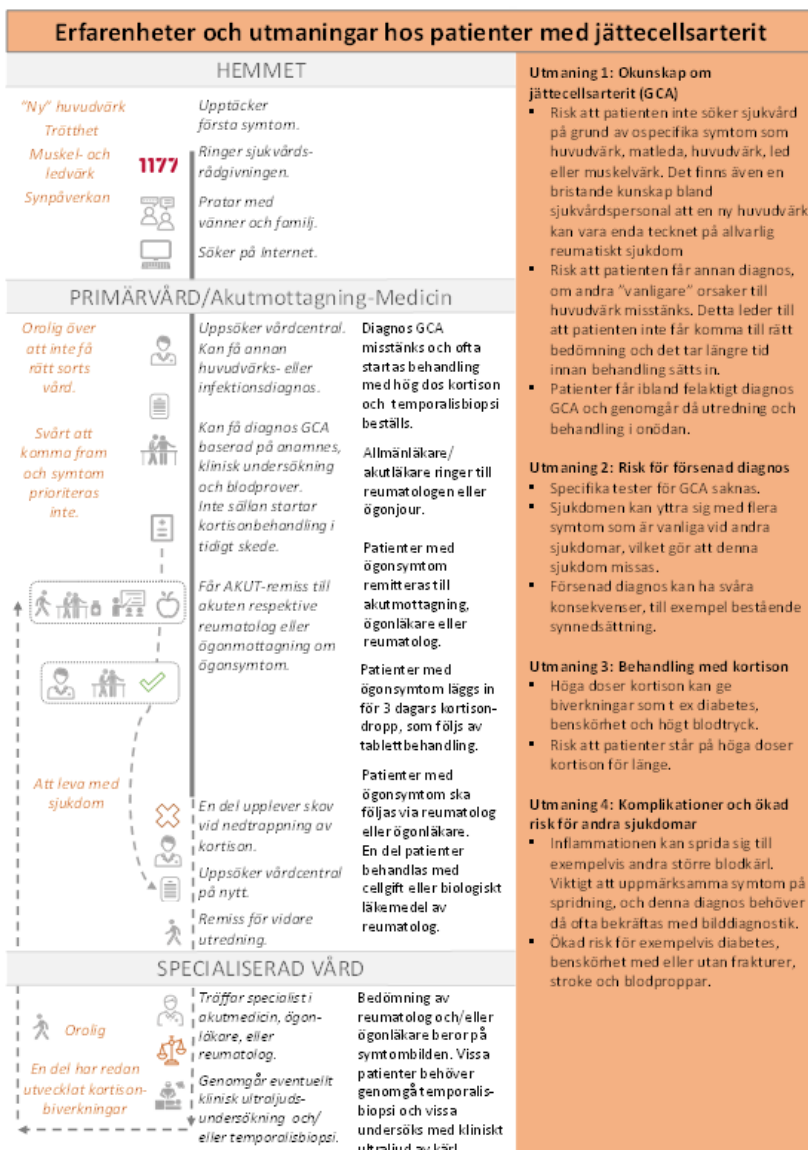 Erfarenheter och utmaningar hos patienter med jättecellsarterit
HEMMET
"Ny" huvudvärk
Trötthet
Muskel- och
ledvärk
Synpåverkan
1177
Upptäcker
första symtom.
Ringer sjukvårds-
rådgivningen.
Pratar med
vänner och familj.
Söker på Internet.
PRIMÄRVÅRD/Akutmottagning-Medicin
Orolig över
att inte få
rätt sorts
vård.
Svårt att
komma fram
och symtom
prioriteras
inte.
Att leva med
sjukdom
Uppsöker vårdcentral.
Kan få annan
huvudvärks- eller
infektionsdiagnos.
Kan få diagnos GCA
baserad på anamnes,
klinisk undersökning
och blodprover.
Inte sällan startar
kortisonbehandling i
tidigt skede.
Får AKUT-remiss till
akuten respektive
reumatolog eller
ögonmottagning om
ögonsymtom.
En del upplever skov
vid nedtrappning av
kortison.
Uppsöker vårdcentral
på nytt.
Remiss för vidare
utredning.
Diagnos GCA
misstänks och ofta
startas behandling
med hög dos kortison
och temporalisbiopsi
beställs.
Allmänläkare/
akutläkare ringer till
reumatologen eller
ögonjour.
Patienter med
ögonsymtom
remitteras till
akutmottagning,
ögonläkare eller
reumatolog.
Patienter med
ögonsymtom läggs in
för 3 dagars kortison-
dropp, som följs av
tablettbehandling.
Patienter med
ögonsymtom ska
följas via reumatolog
eller ögonläkare.
En del patienter
behandlas med
cellgift eller biologiskt
läkemedel av
reumatolog.
SPECIALISERAD VÅRD
Orolig
En del har redan
utvecklat kortison-
biverkningar
Träffar specialist i
akutmedicin, ögon-
läkare, eller
reumatolog.
Genomgår eventuellt
klinisk ultraljuds-
undersökning och/
eller temporalisbiopsi.
Bedömning av
reumatolog och/eller
ögonläkare beror på
symtombilden. Vissa
patienter behöver
genomgå temporalis-
biopsi och vissa
undersöks med kliniskt
ultraljud av kärl
Utmaning 1: Okunskap om
jättecellsarterit (GCA)
▪ Risk att patienten inte söker sjukvård
på grund av ospecifika symtom som
huvudvärk, matleda, huvudvärk, led
eller muskelvärk. Det finns även en
bristande kunskap bland
sjukvårdspersonal att en ny huvudvärk
kan vara enda tecknet på allvarlig
reumatiskt sjukdom
▪ Risk att patienten får annan diagnos,
om andra "vanligare" orsaker till
huvudvärk misstänks. Detta leder till
att patienten inte får komma till rätt
bedömning och det tar längre tid
innan behandling sätts in.
▪ Patienter får ibland felaktigt diagnos
GCA och genomgår då utredning och
behandling i onödan.
Utmaning 2: Risk för försenad diagnos
▪ Specifika tester för GCA saknas.
▪ Sjukdomen kan yttra sig med flera
symtom som är vanliga vid andra
sjukdomar, vilket gör att denna
sjukdom missas.
▪ Försenad diagnos kan ha svåra
konsekvenser, till exempel bestående
synnedsättning.
Utmaning 3: Behandling med kortison
▪ Höga doser kortison kan ge
biverkningar som t ex diabetes,
benskörhet och högt blodtryck.
▪ Risk att patienter står på höga doser
kortison för länge.
Utmaning 4: Komplikationer och ökad
risk för andra sjukdomar
▪ Inflammationen kan sprida sig till
exempelvis andra större blodkärl.
Viktigt att uppmärksamma symtom på
spridning, och denna diagnos behöver
då ofta bekräftas med bilddiagnostik.
▪ Ökad risk för exempelvis diabetes,
benskörhet med eller utan frakturer,
stroke och blodproppar.